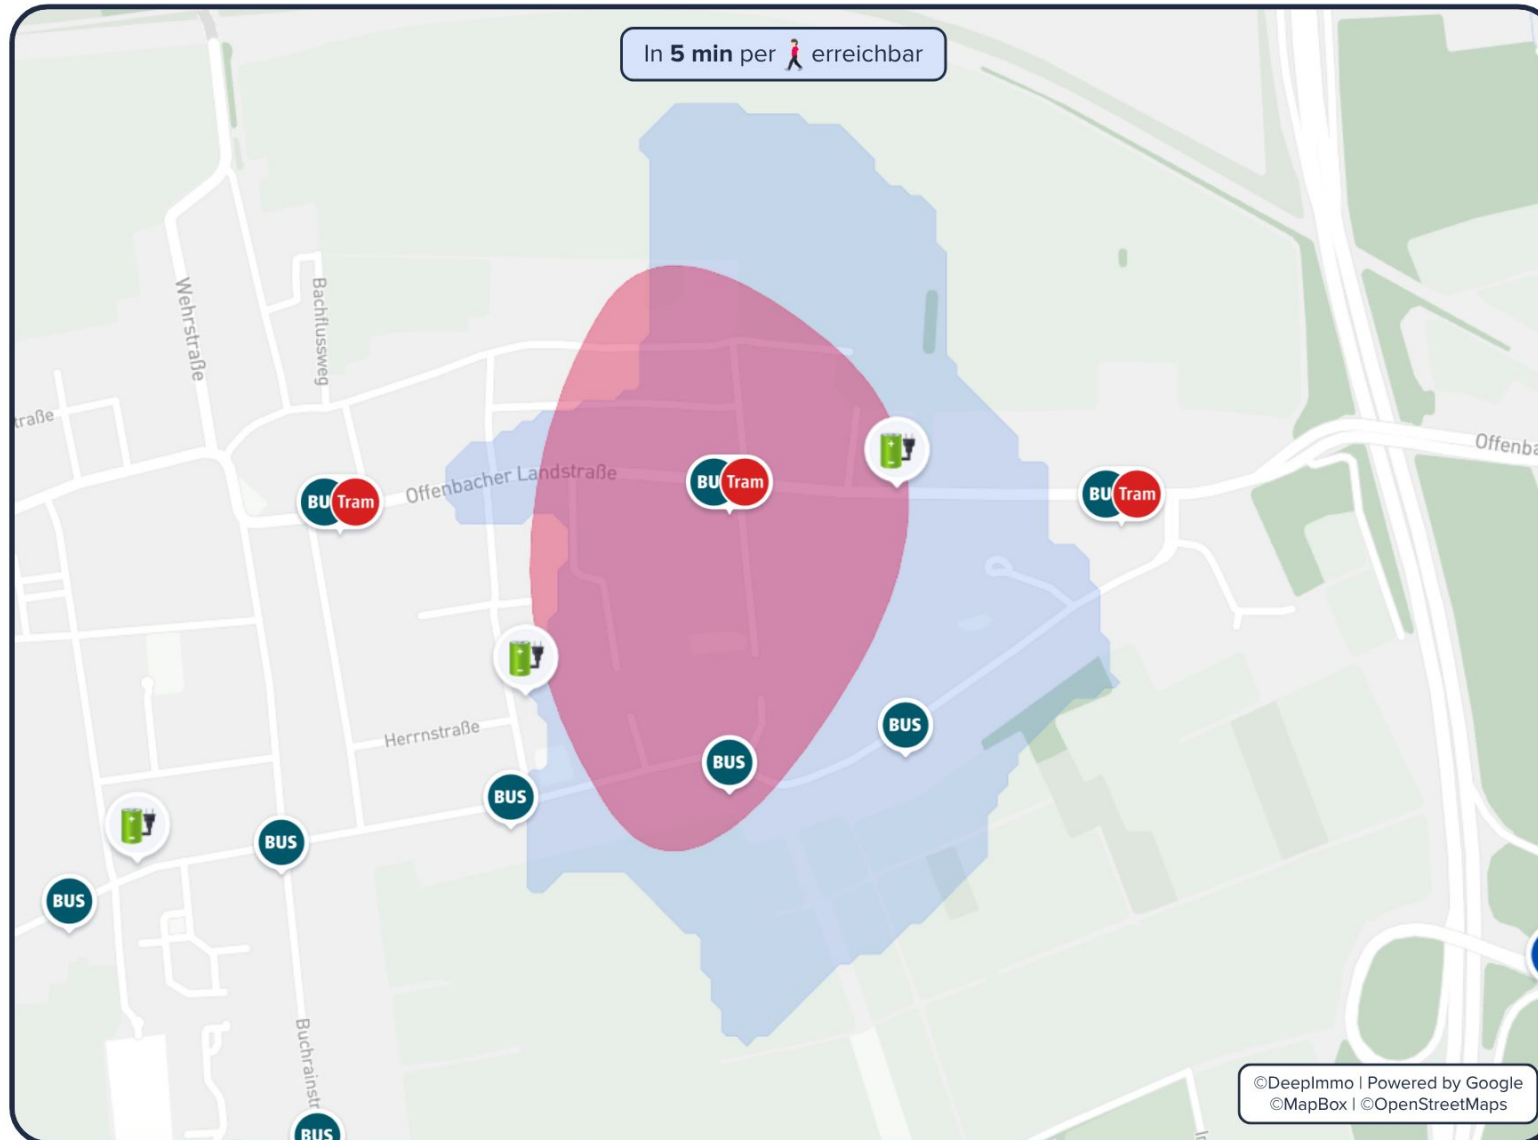 In 5 min per erreichbar
Wehrstraße
Bachflussweg
traße
Offenba
Offenbacher Landstraße
BU Tram
BU Tram
BU Tram
Herrnstraße
BUS
BUS
BUS
BUS
BUS
Buchrainstr
BUS
©DeepImmo | Powered by Google
©MapBox | ©OpenStreetMaps